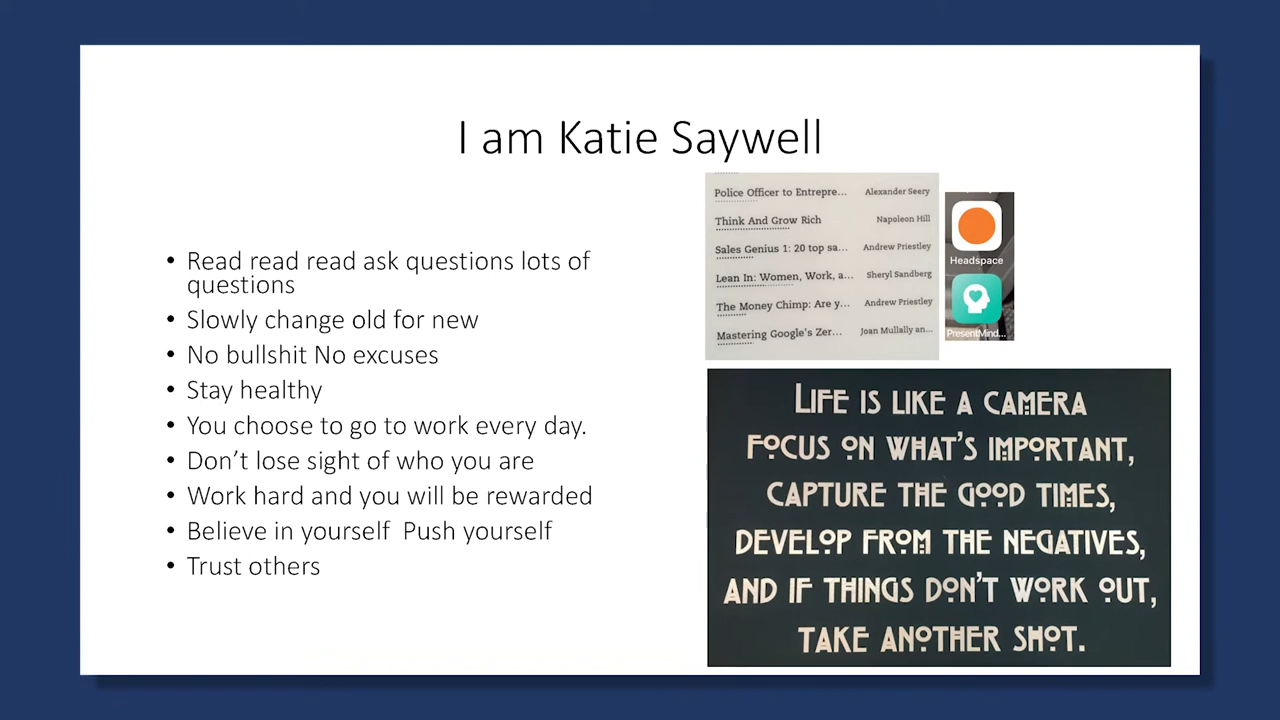 I am Katie Saywell
• Read read read ask questions lots of
questions
• Slowly change old for new
• No bullshit No excuses
• Stay healthy
• You choose to go to work every day.
• Don’t lose sight of who you are
• Work hard and you will be rewarded
• Believe in yourself  Push yourself
• Trust others
Police Officer to Entrepre... Alexander Seery
Think And Grow Rich Napoleon Hill
Sales Genius 1: 20 top sa... Andrew Priestley
Lean In: Women, Work, a... Sheryl Sandberg
The Money Chimp: Are y... Andrew Priestley
Mastering Google's Zer... Joan Mullally an...
Headspace
PresentMind...
LIFE IS LIKE A CAMERA
FOCUS ON WHAT'S IMPORTANT,
CAPTURE THE GOOD TIMES,
DEVELOP FROM THE NEGATIVES,
AND IF THINGS DON'T WORK OUT,
TAKE ANOTHER SHOT.